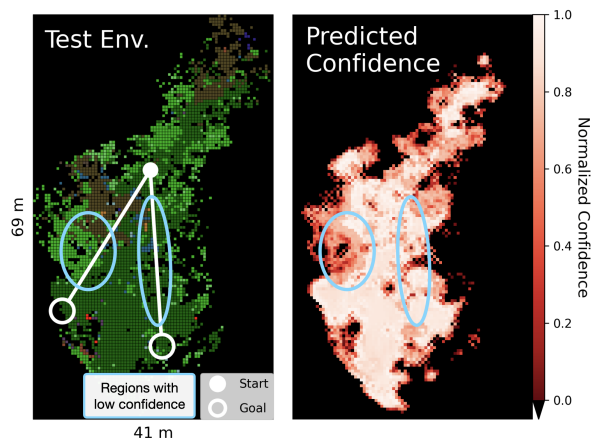 Test Env.
69 m
41 m
Regions with
low confidence
Start
Goal
Predicted
Confidence
1.0
0.8
0.6
0.4
0.2
0.0
Normalized Confidence